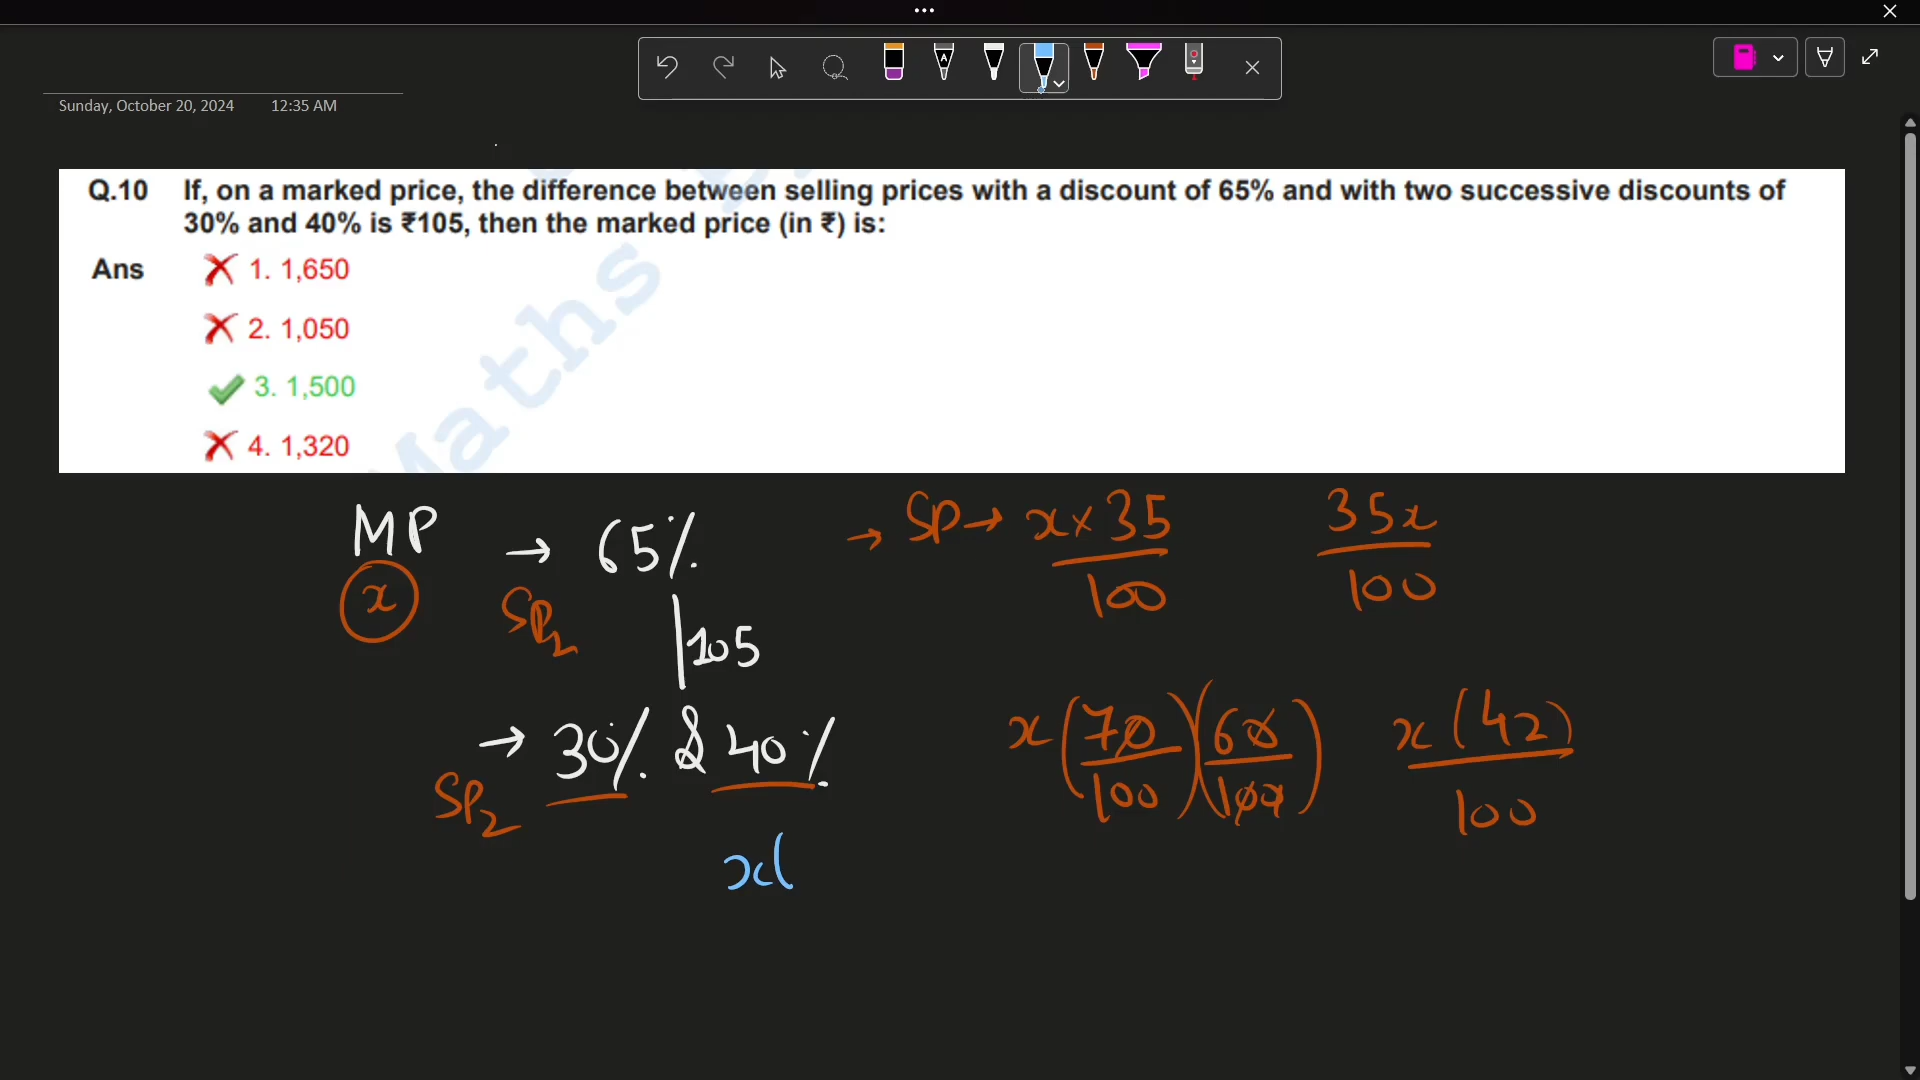 Sunday, October 20, 2024 12:35 AM
Q.10 If, on a marked price, the difference between selling prices with a discount of 65% and with two successive discounts of
30% and 40% is ₹105, then the marked price (in ₹) is:
Ans 1. 1,650
2. 1,050
3. 1,500
4. 1,320
Maths
MP → 65% → SP → x × 35 / 100 35x / 100
x SP2 105
→ 30% & 40% x(70/100)(60/100) x(42) / 100
SP2
x(